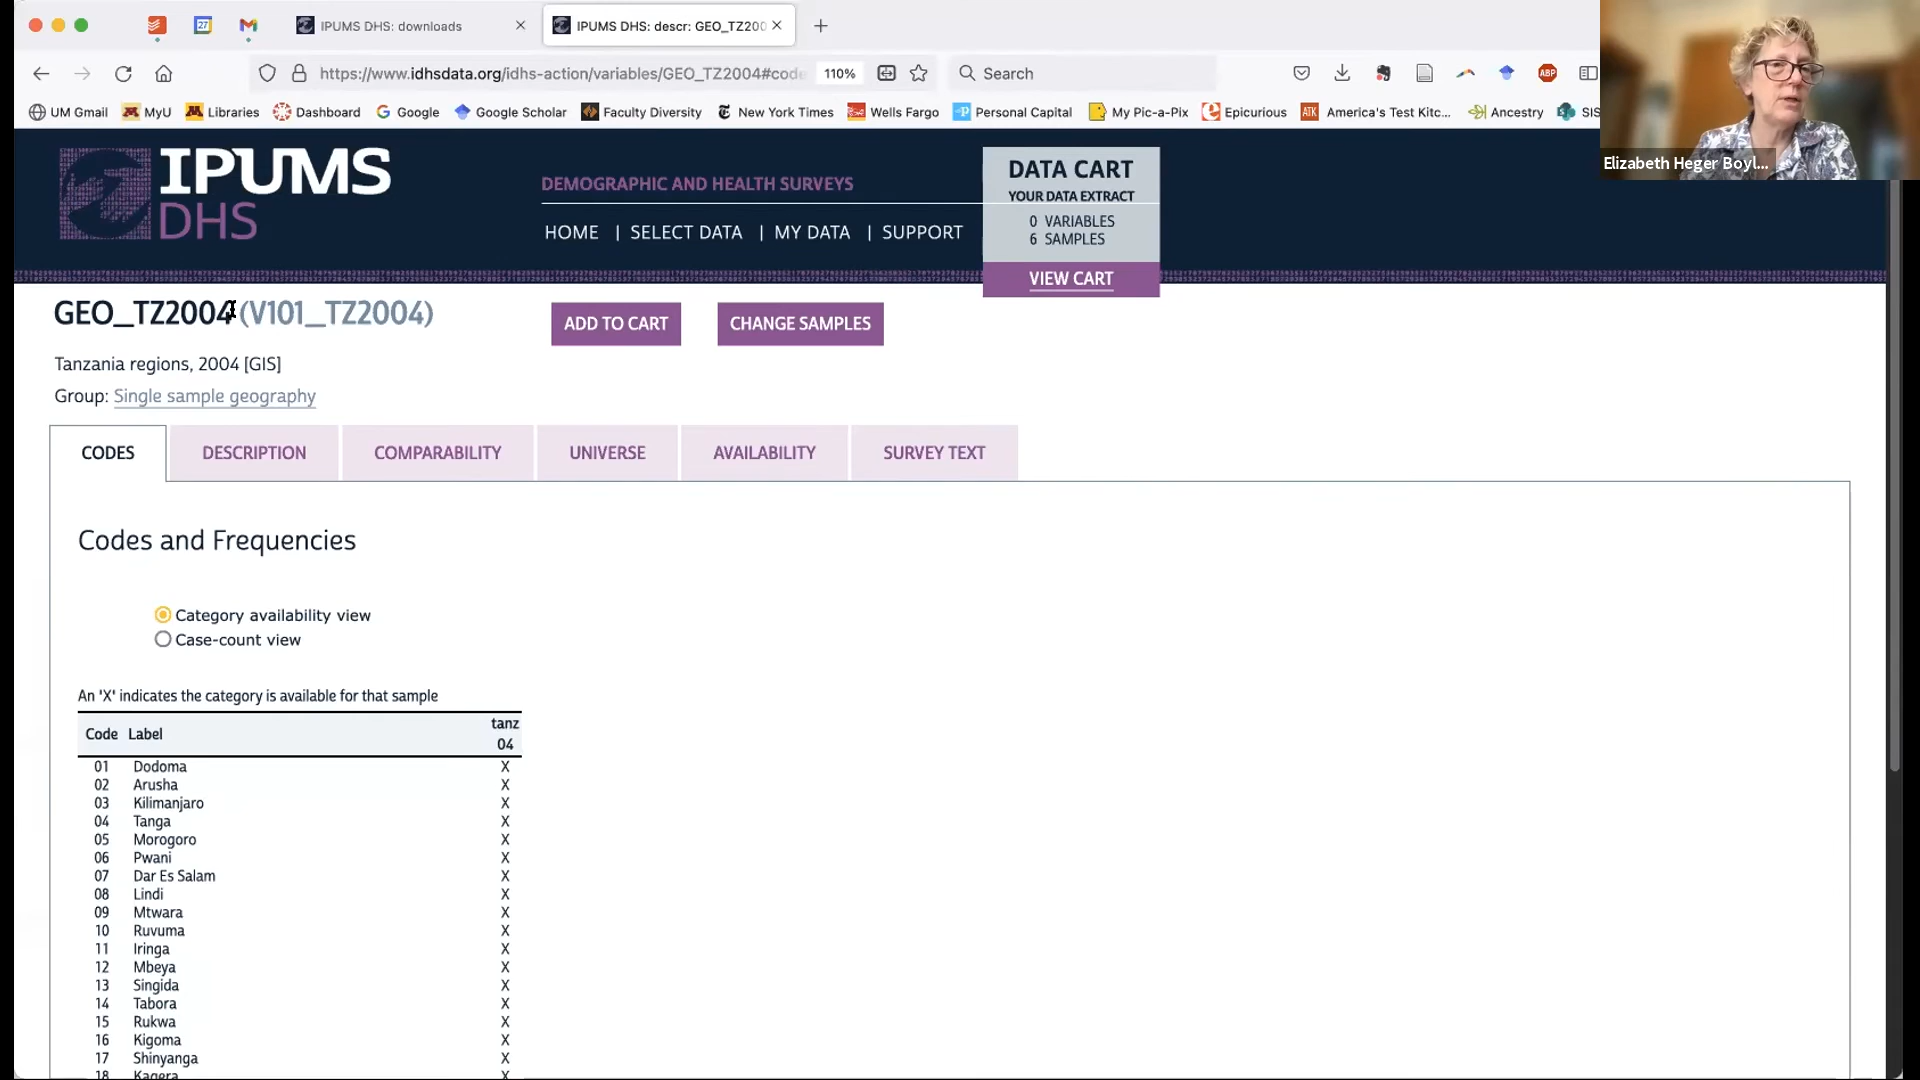 IPUMS DHS: downloads
IPUMS DHS: descr: GEO_TZ200
27
https://www.idhsdata.org/idhs-action/variables/GEO_TZ2004#code
110%
Search
ABP
UM Gmail
MyU
Libraries
Dashboard
Google
Google Scholar
Faculty Diversity
New York Times
Wells Fargo
Personal Capital
My Pic-a-Pix
Epicurious
ATK America's Test Kitc...
Ancestry
SIS
Elizabeth Heger Boyl...
IPUMS
DHS
DEMOGRAPHIC AND HEALTH SURVEYS
HOME | SELECT DATA | MY DATA | SUPPORT
DATA CART
YOUR DATA EXTRACT
0 VARIABLES
6 SAMPLES
VIEW CART
GEO_TZ2004 (V101_TZ2004)
ADD TO CART
CHANGE SAMPLES
Tanzania regions, 2004 [GIS]
Group: Single sample geography
CODES
DESCRIPTION
COMPARABILITY
UNIVERSE
AVAILABILITY
SURVEY TEXT
Codes and Frequencies
Category availability view
Case-count view
An 'X' indicates the category is available for that sample
Code Label tanz 04
01 Dodoma X
02 Arusha X
03 Kilimanjaro X
04 Tanga X
05 Morogoro X
06 Pwani X
07 Dar Es Salam X
08 Lindi X
09 Mtwara X
10 Ruvuma X
11 Iringa X
12 Mbeya X
13 Singida X
14 Tabora X
15 Rukwa X
16 Kigoma X
17 Shinyanga X
18 Kagera X